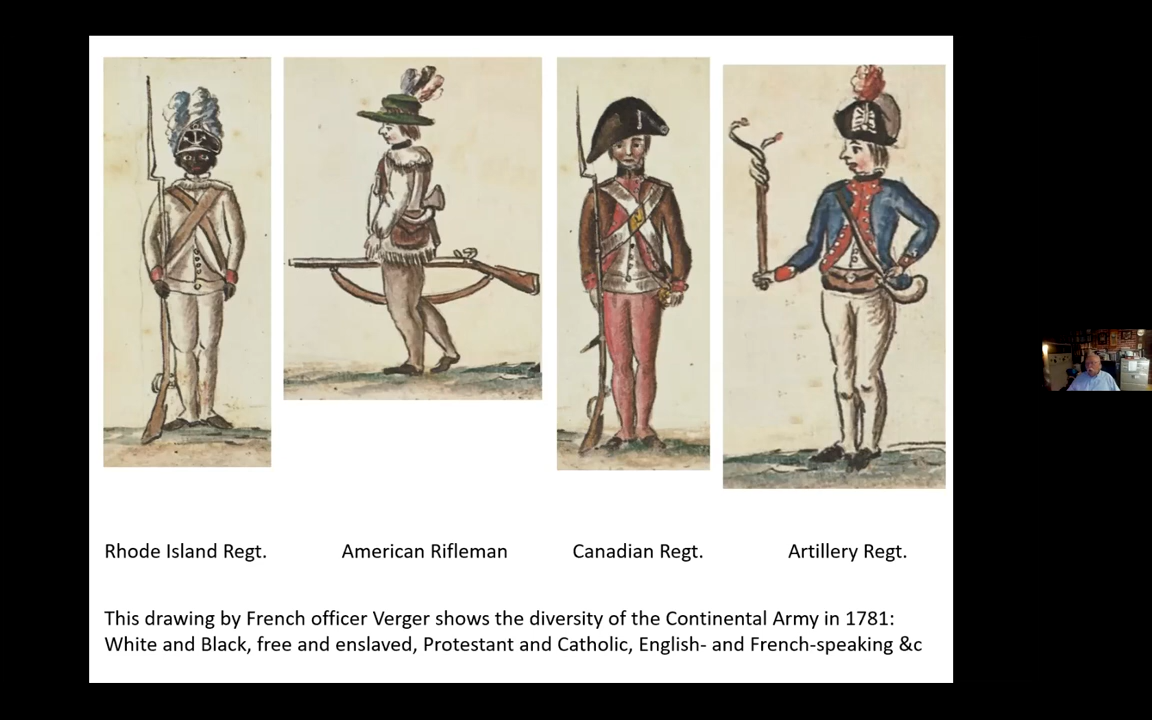 Rhode Island Regt. American Rifleman Canadian Regt. Artillery Regt.
This drawing by French officer Verger shows the diversity of the Continental Army in 1781:
White and Black, free and enslaved, Protestant and Catholic, English- and French-speaking &c